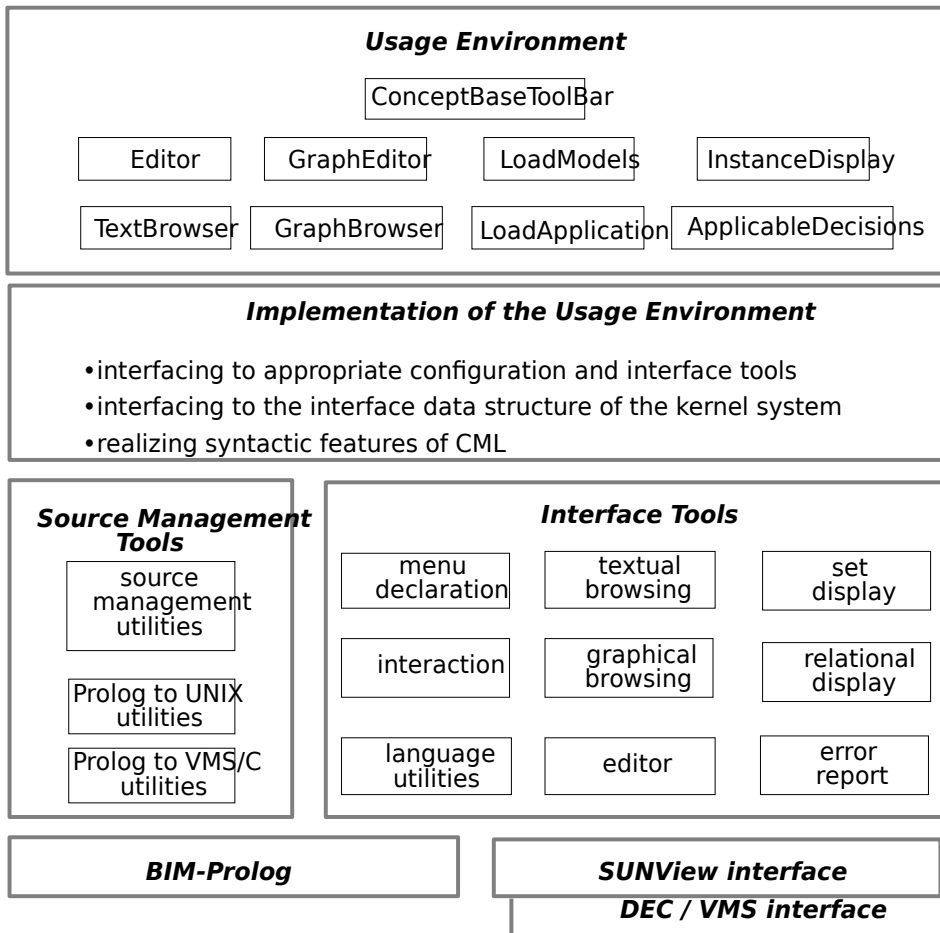 Usage Environment
ConceptBaseToolBar
Editor
GraphEditor
LoadModels
InstanceDisplay
TextBrowser
GraphBrowser
LoadApplication
ApplicableDecisions
Implementation of the Usage Environment
•interfacing to appropriate configuration and interface tools
•interfacing to the interface data structure of the kernel system
•realizing syntactic features of CML
Source Management
Tools
source
management
utilities
Prolog to UNIX
utilities
Prolog to VMS/C
utilities
Interface Tools
menu
declaration
textual
browsing
set
display
interaction
graphical
browsing
relational
display
language
utilities
editor
error
report
BIM-Prolog
SUNView interface
DEC / VMS interface